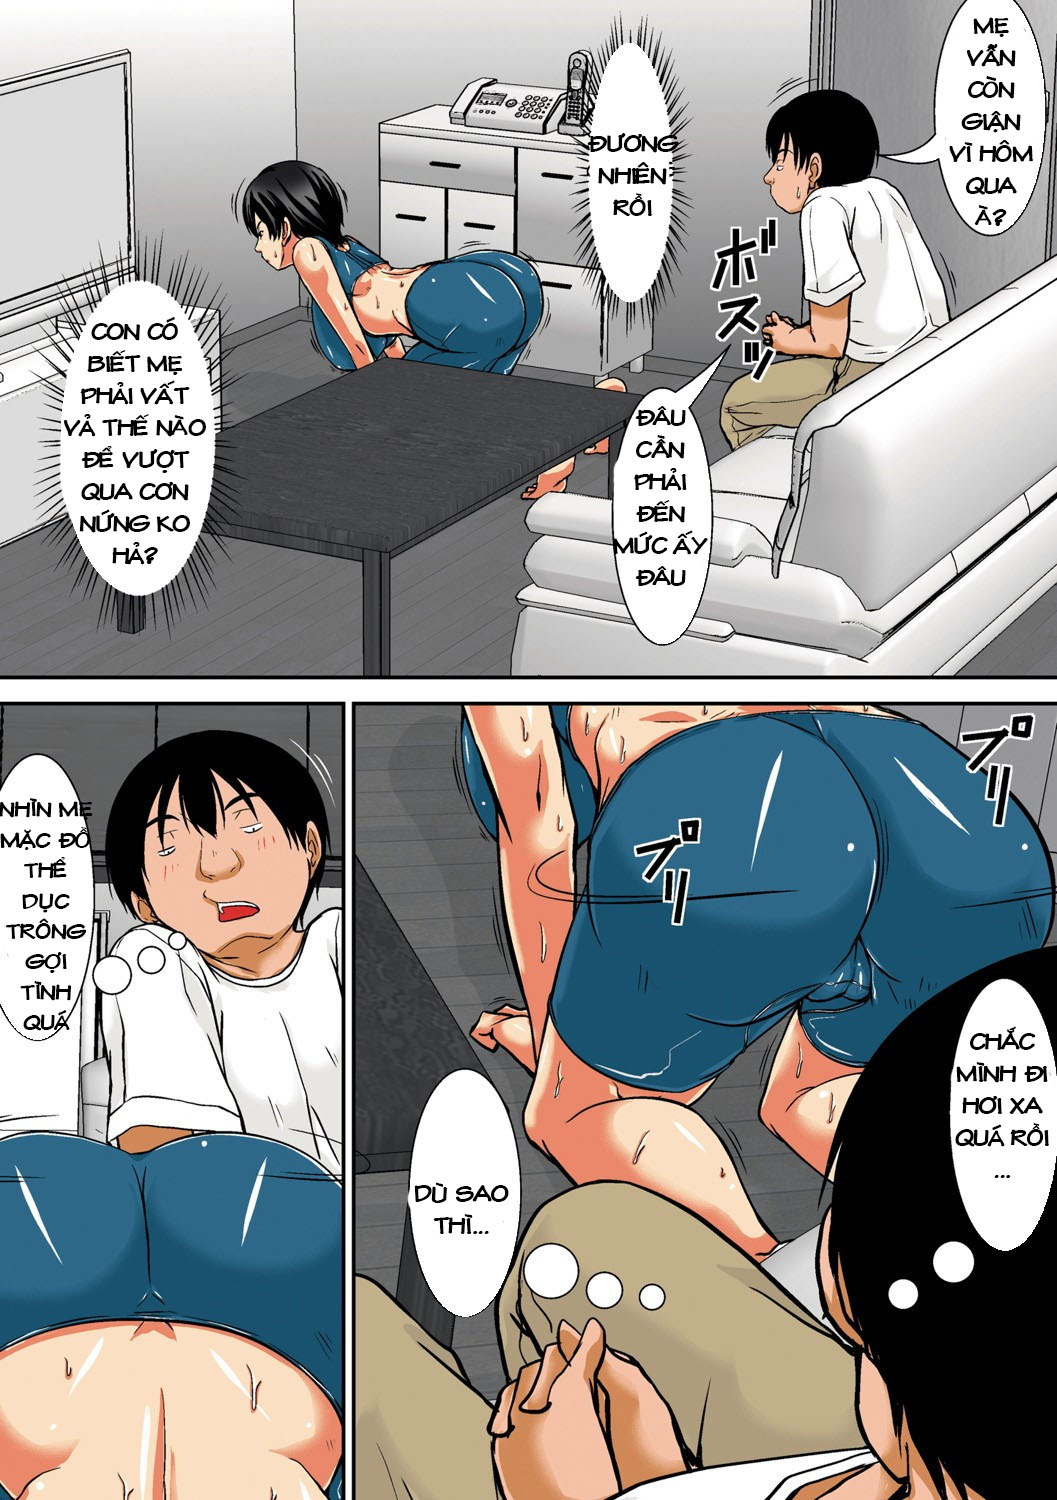 MẸ
VẪN
CÒN
GIẬN
VÌ HÔM
QUA
À?
ĐƯƠNG
NHIÊN
RỒI
ボスッ
ĐÂU
CẦN
PHẢI
ĐẾN
MỨC ẤY
ĐÂU
CON CÓ
BIẾT MẸ
PHẢI VẤT
VẢ THẾ NÀO
ĐỂ VƯỢT
QUA CƠN
NỨNG KO
HẢ?
プリ
プリ
CHẮC
MÌNH ĐI
HƠI XA
QUÁ RỒI
...
DÙ SAO
THÌ...
NHÌN MẸ
MẶC ĐỒ
THỂ
DỤC
TRÔNG
GỢI
TÌNH
QUÁ